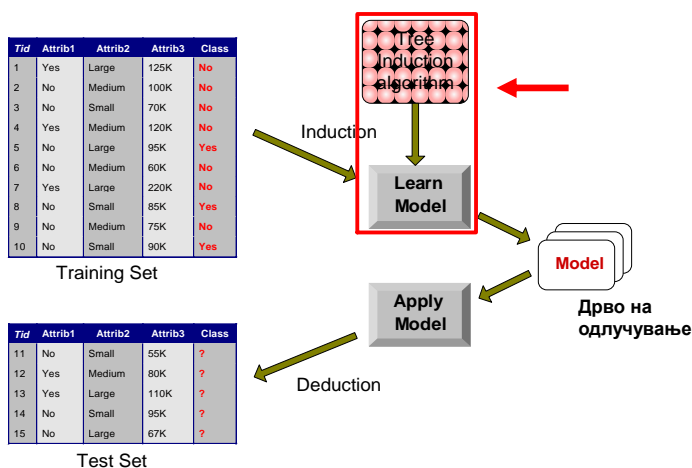 Tid Attrib1 Attrib2 Attrib3 Class
1 Yes Large 125K No
2 No Medium 100K No
3 No Small 70K No
4 Yes Medium 120K No
5 No Large 95K Yes
6 No Medium 60K No
7 Yes Large 220K No
8 No Small 85K Yes
9 No Medium 75K No
10 No Small 90K Yes
Training Set
Tree
Induction
algorithm
Induction
Learn
Model
Model
Дрво на
одлучување
Apply
Model
Deduction
Tid Attrib1 Attrib2 Attrib3 Class
11 No Small 55K ?
12 Yes Medium 80K ?
13 Yes Large 110K ?
14 No Small 95K ?
15 No Large 67K ?
Test Set